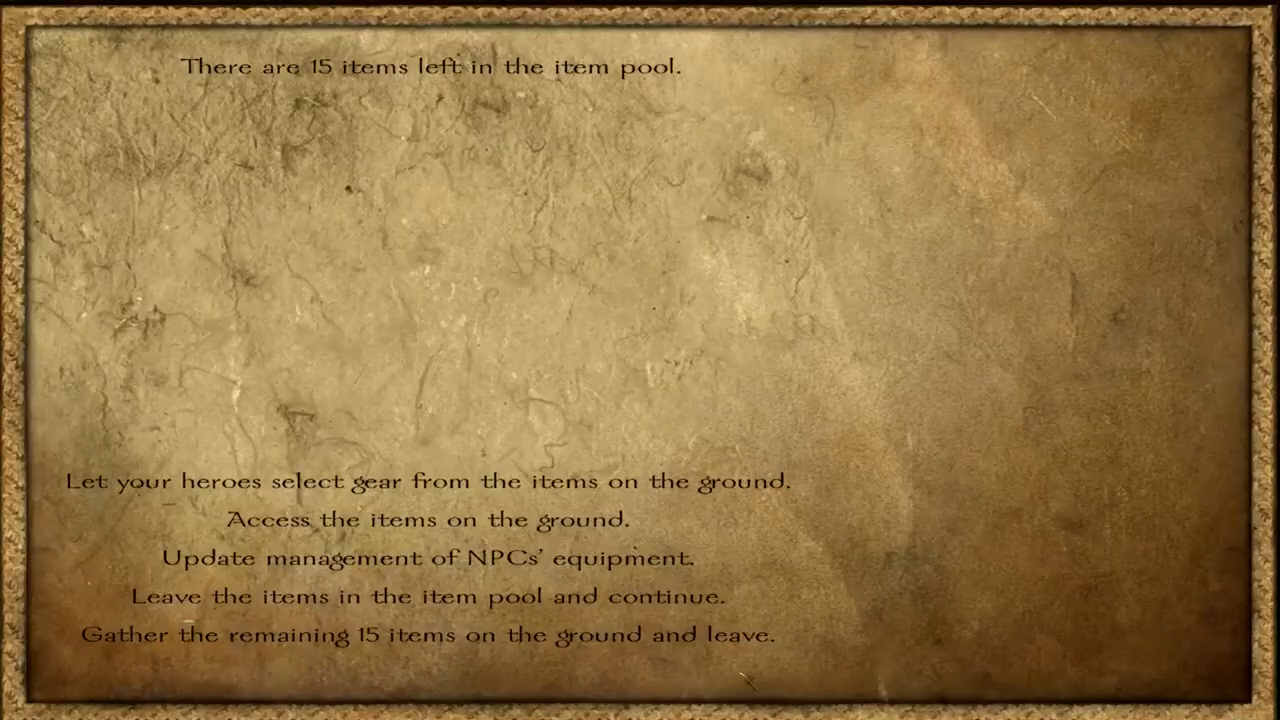 There are 15 items left in the item pool.
Let your heroes select gear from the items on the ground.
Access the items on the ground.
Update management of NPCs' equipment.
Leave the items in the item pool and continue.
Gather the remaining 15 items on the ground and leave.